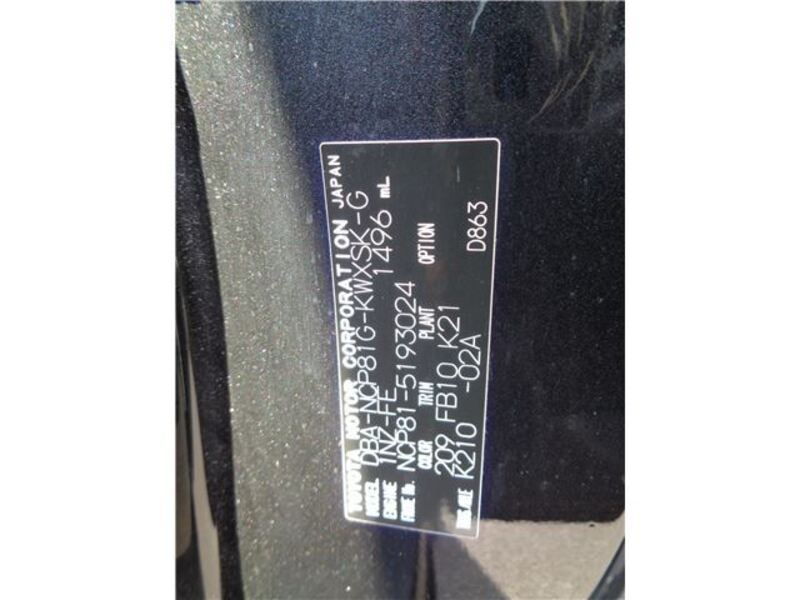 TOYOTA MOTOR CORPORATION JAPAN
MODEL DBA-NCP81G-KWXSK-G
ENGINE 1NZ-FE 1496 mL
FRAME No. NCP81-5193024
COLOR TRIM PLANT OPTION
209 FB10 K21
TRANS./AXLE K210 -02A D863